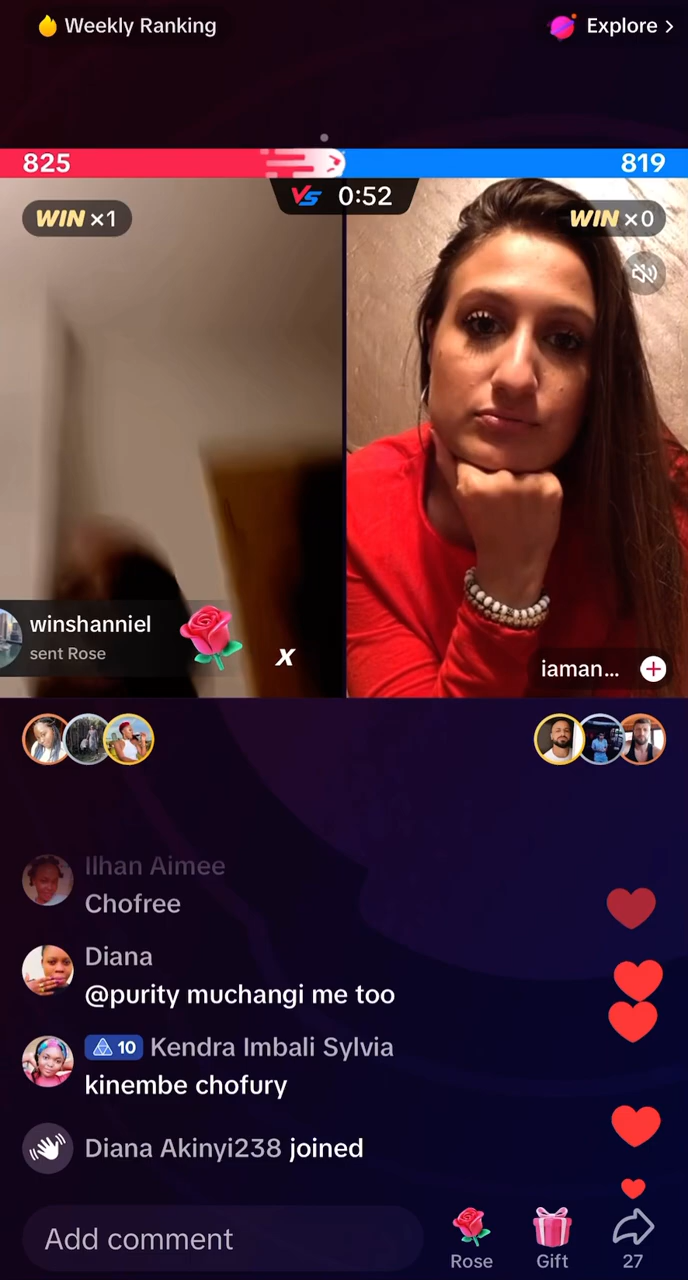 Weekly Ranking
Explore >
825
819
VS 0:52
WIN ×1
WIN ×0
winshanniel
sent Rose
x
iaman...
Ilhan Aimee
Chofree
Diana
@purity muchangi me too
10 Kendra Imbali Sylvia
kinembe chofury
Diana Akinyi238 joined
Add comment
Rose
Gift
27